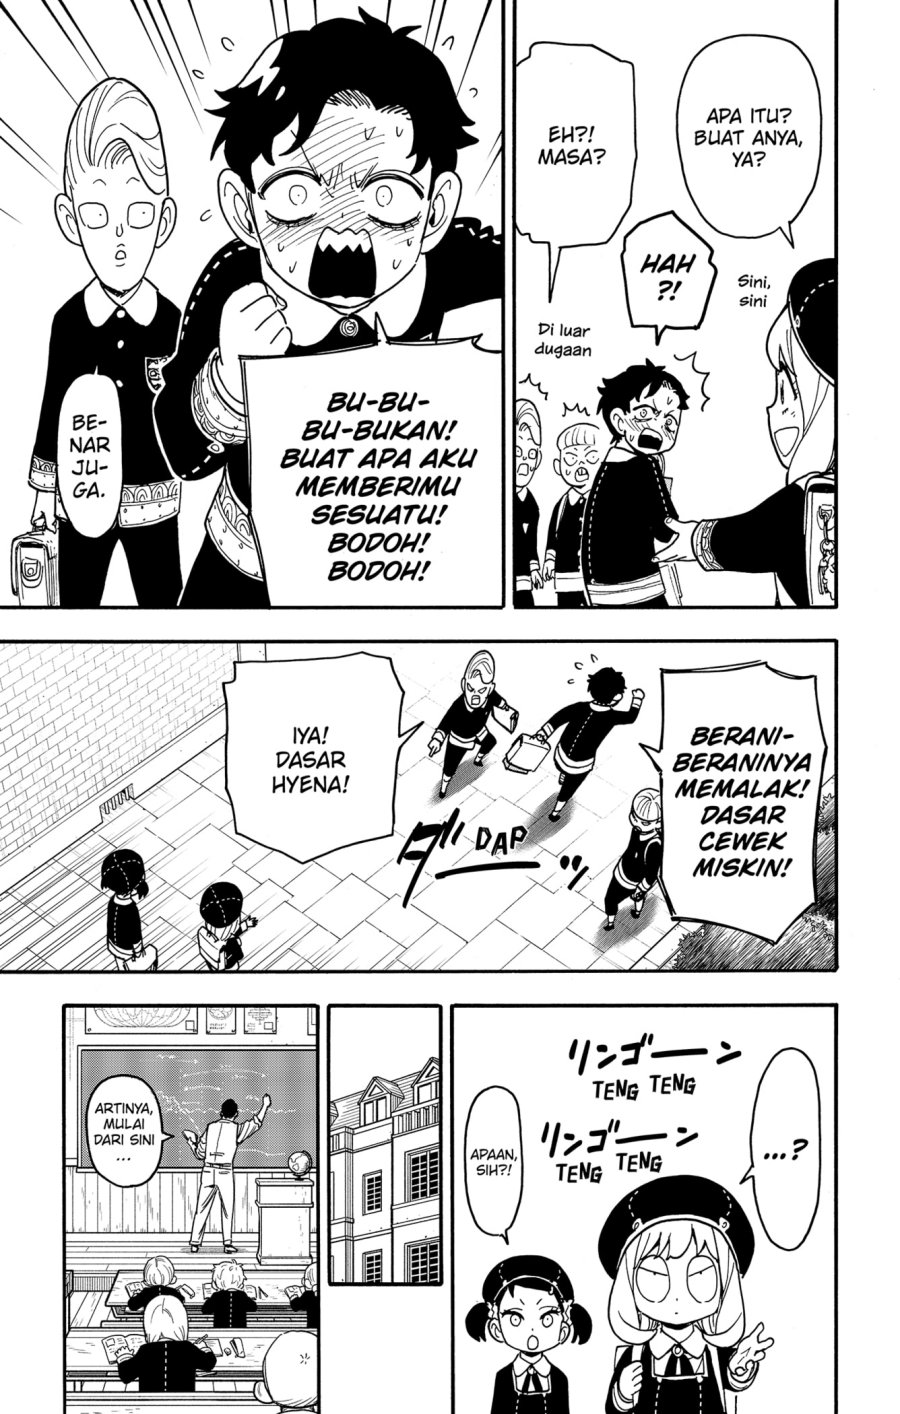 APA ITU?
BUAT ANYA,
YA?
Sini,
sini
HAH
?!
EH?!
MASA?
Di luar
dugaan
BU-BU-
BU-BUKAN!
BUAT APA AKU
MEMBERIMU
SESUATU!
BODOH!
BODOH!
BE-
NAR
JU-
GA.
BERANI-
BERANINYA
MEMALAK!
DASAR
CEWEK
MISKIN!
IYA!
DASAR
HYENA!
ダッ
DAP
リンゴーン
TENG TENG
リンゴーン
TENG TENG
...?
APAAN,
SIH?!
ARTINYA,
MULAI
DARI SINI
...